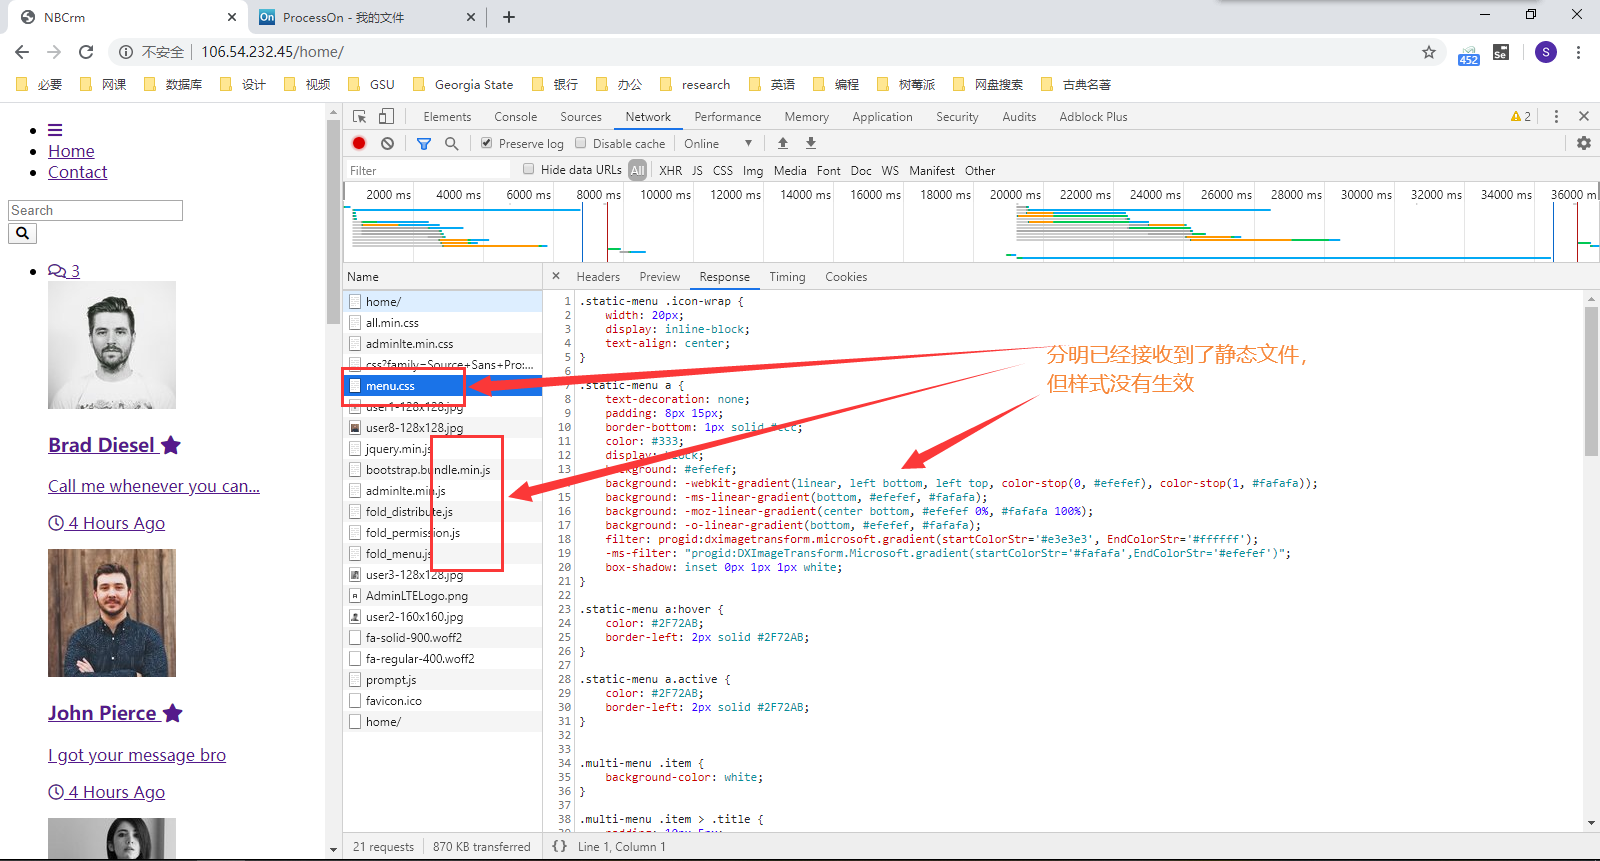 NBCrm
On ProcessOn - 我的文件
不安全 106.54.232.45/home/
452 Se S
必要 网课 数据库 设计 视频 GSU Georgia State 银行 办公 research 英语 编程 树莓派 网盘搜索 古典名著
Home
Contact
Search
3
Brad Diesel
Call me whenever you can...
4 Hours Ago
John Pierce
I got your message bro
4 Hours Ago
Elements Console Sources Network Performance Memory Application Security Audits Adblock Plus 2
Preserve log Disable cache Online
Filter Hide data URLs All XHR JS CSS Img Media Font Doc WS Manifest Other
2000 ms 4000 ms 6000 ms 8000 ms 10000 ms 12000 ms 14000 ms 16000 ms 18000 ms 20000 ms 22000 ms 24000 ms 26000 ms 28000 ms 30000 ms 32000 ms 34000 ms 36000 m
Name
home/
all.min.css
adminlte.min.css
css?family=Source+Sans+Pro:...
menu.css
user1-128x128.jpg
user8-128x128.jpg
jquery.min.js
bootstrap.bundle.min.js
adminlte.min.js
fold_distribute.js
fold_permission.js
fold_menu.js
user3-128x128.jpg
AdminLTELogo.png
user2-160x160.jpg
fa-solid-900.woff2
fa-regular-400.woff2
prompt.js
favicon.ico
home/
21 requests 870 KB transferred
Headers Preview Response Timing Cookies
1 .static-menu .icon-wrap {
2 width: 20px;
3 display: inline-block;
4 text-align: center;
5 }
6
7 .static-menu a {
8 text-decoration: none;
9 padding: 8px 15px;
10 border-bottom: 1px solid #ccc;
11 color: #333;
12 display: block;
13 background: #efefef;
14 background: -webkit-gradient(linear, left bottom, left top, color-stop(0, #efefef), color-stop(1, #fafafa));
15 background: -ms-linear-gradient(bottom, #efefef, #fafafa);
16 background: -moz-linear-gradient(center bottom, #efefef 0%, #fafafa 100%);
17 background: -o-linear-gradient(bottom, #efefef, #fafafa);
18 filter: progid:dximagetransform.microsoft.gradient(startColorStr='#e3e3e3', EndColorStr='#ffffff');
19 -ms-filter: "progid:DXImageTransform.Microsoft.gradient(startColorStr='#fafafa',EndColorStr='#efefef')";
20 box-shadow: inset 0px 1px 1px white;
21 }
22
23 .static-menu a:hover {
24 color: #2F72AB;
25 border-left: 2px solid #2F72AB;
26 }
27
28 .static-menu a.active {
29 color: #2F72AB;
30 border-left: 2px solid #2F72AB;
31 }
32
33
34 .multi-menu .item {
35 background-color: white;
36 }
37
38 .multi-menu .item > .title {
39 padding: 10px 5px;
{} Line 1, Column 1
分明已经接收到了静态文件,
但样式没有生效